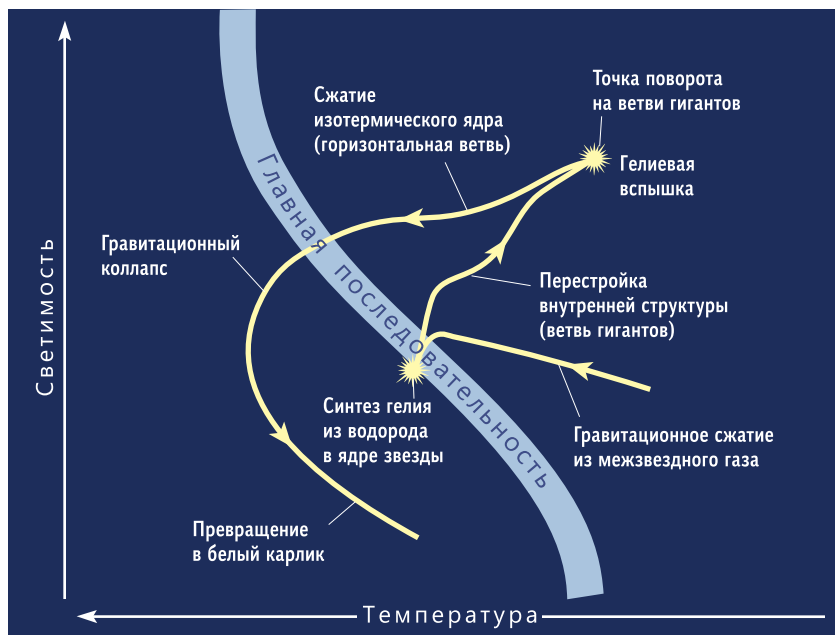 Точка поворота
на ветви гигантов
Сжатие
изотермического ядра
(горизонтальная ветвь)
Гелиевая
вспышка
Главная последовательность
Гравитационный
коллапс
Перестройка
внутренней структуры
(ветвь гигантов)
Светимость
Синтез гелия
из водорода
в ядре звезды
Гравитационное сжатие
из межзвездного газа
Превращение
в белый карлик
Температура